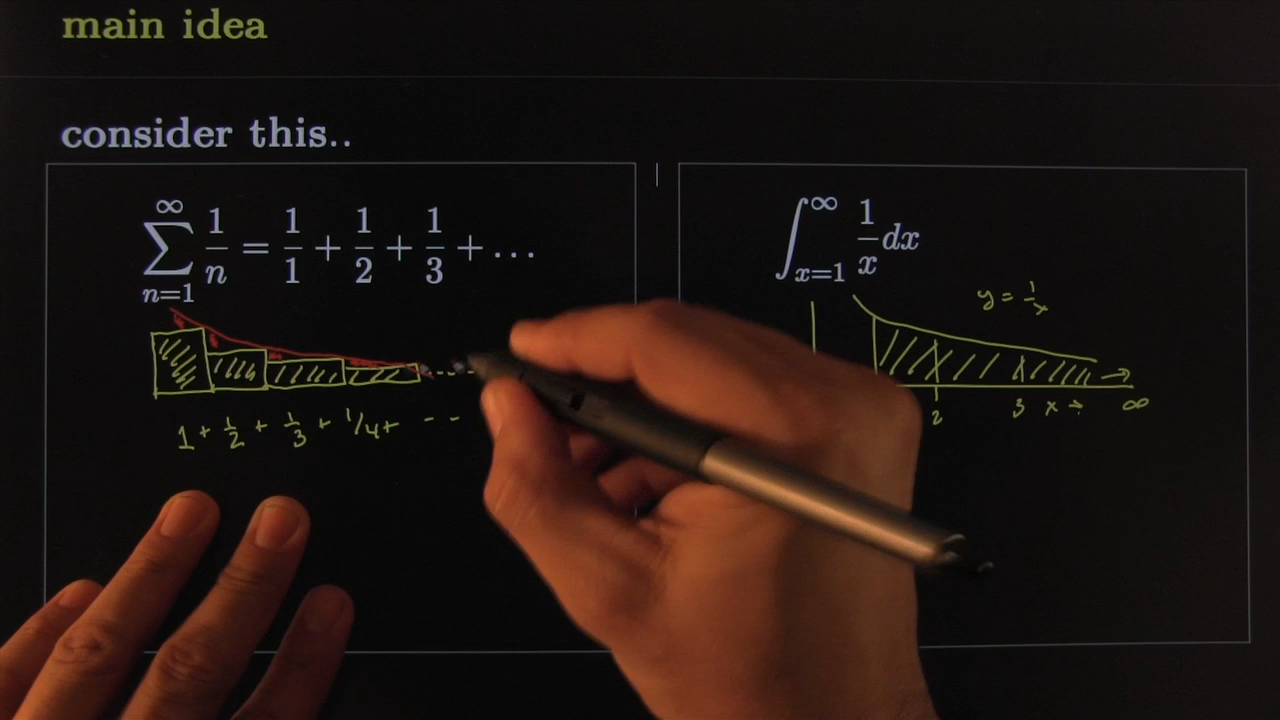 main idea
consider this..
∞ ∑ n=1 1/n = 1/1 + 1/2 + 1/3 + ...
1 + 1/2 + 1/3 + 1/4 + - -
∫ x=1 ∞ 1/x dx
y = 1/x
2 3 x → ∞